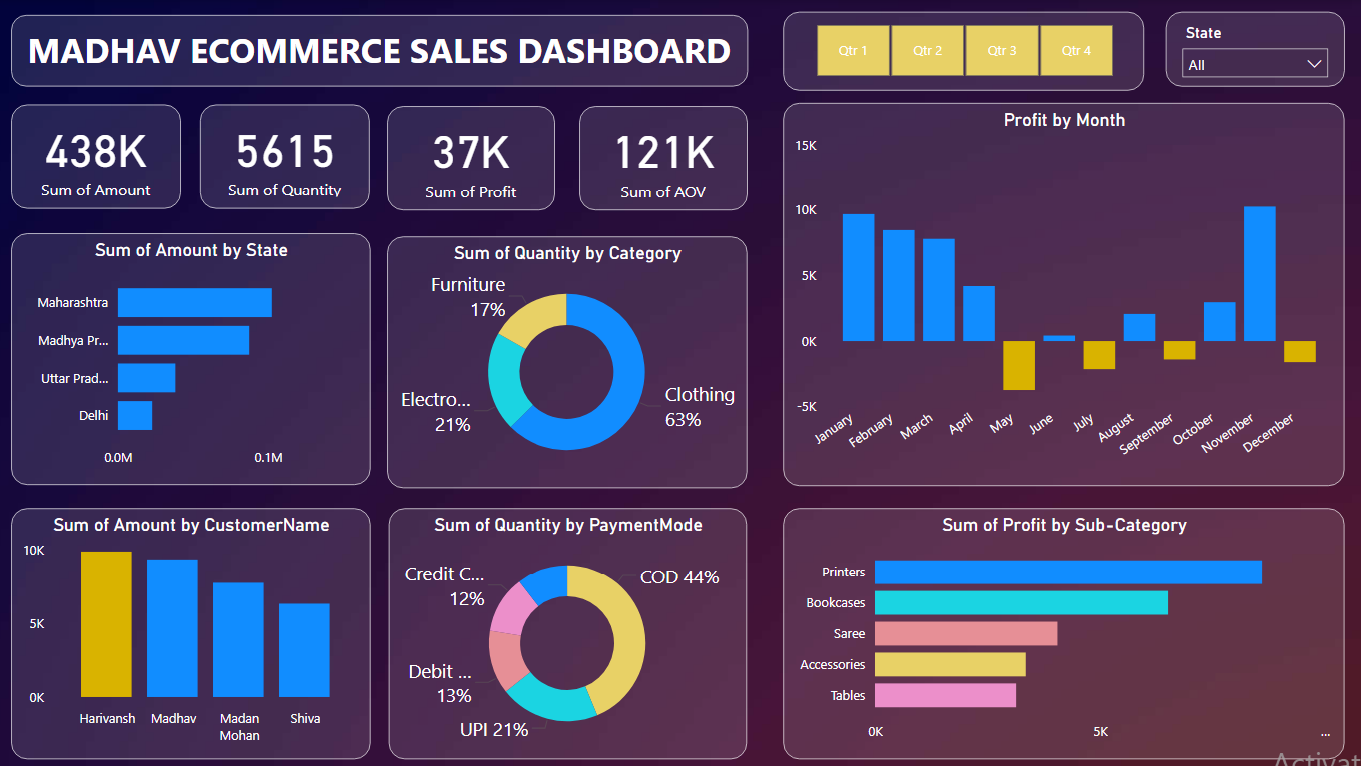 MADHAV ECOMMERCE SALES DASHBOARD
Qtr 1
Qtr 2
Qtr 3
Qtr 4
State
All
438K
Sum of Amount
5615
Sum of Quantity
37K
Sum of Profit
121K
Sum of AOV
Profit by Month
15K
10K
5K
0K
-5K
January
February
March
April
May
June
July
August
September
October
November
December
Sum of Amount by State
Maharashtra
Madhya Pr...
Uttar Prad...
Delhi
0.0M
0.1M
Sum of Quantity by Category
Furniture
17%
Electro...
21%
Clothing
63%
Sum of Amount by CustomerName
10K
5K
0K
Harivansh
Madhav
Madan
Mohan
Shiva
Sum of Quantity by PaymentMode
Credit C...
12%
COD 44%
Debit ...
13%
UPI 21%
Sum of Profit by Sub-Category
Printers
Bookcases
Saree
Accessories
Tables
0K
5K
...
Activat